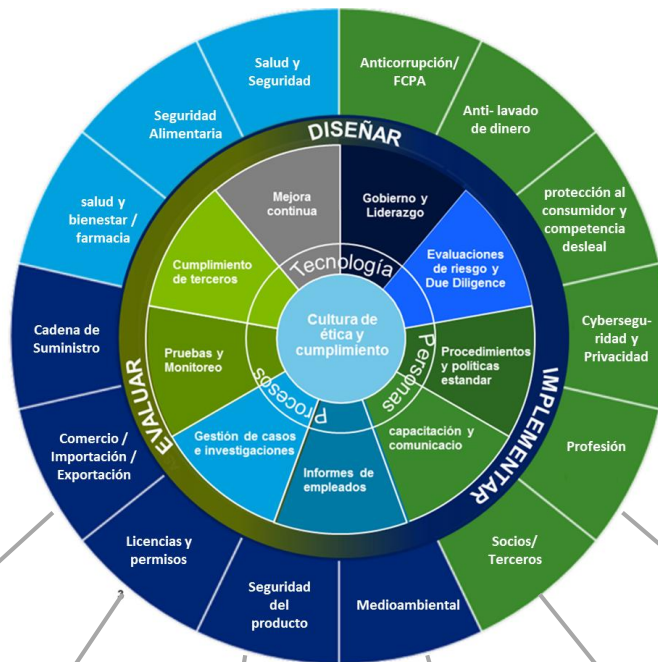 Salud y
Seguridad
Anticorrupción/
FCPA
Anti- lavado
de dinero
protección al
consumidor y
competencia
desleal
Cybersegu-
ridad y
Privacidad
Profesión
Socios/
Terceros
Medioambiental
Seguridad
del
producto
Licencias y
permisos
Comercio /
Importación /
Exportación
Cadena de
Suministro
salud y
bienestar /
farmacia
Seguridad
Alimentaria
DISEÑAR
IMPLEMENTAR
EVALUAR
Mejora
continua
Gobierno y
Liderazgo
Evaluaciones
de riesgo y
Due Diligence
Procedimientos
y politicas
estandar
capacitación y
comunicacio
Informes de
empleados
Gestión de casos
e investigaciones
Pruebas y
Monitoreo
Cumplimiento
de terceros
Tecnología
Personas
Procesos
Cultura de
ética y
cumplimiento